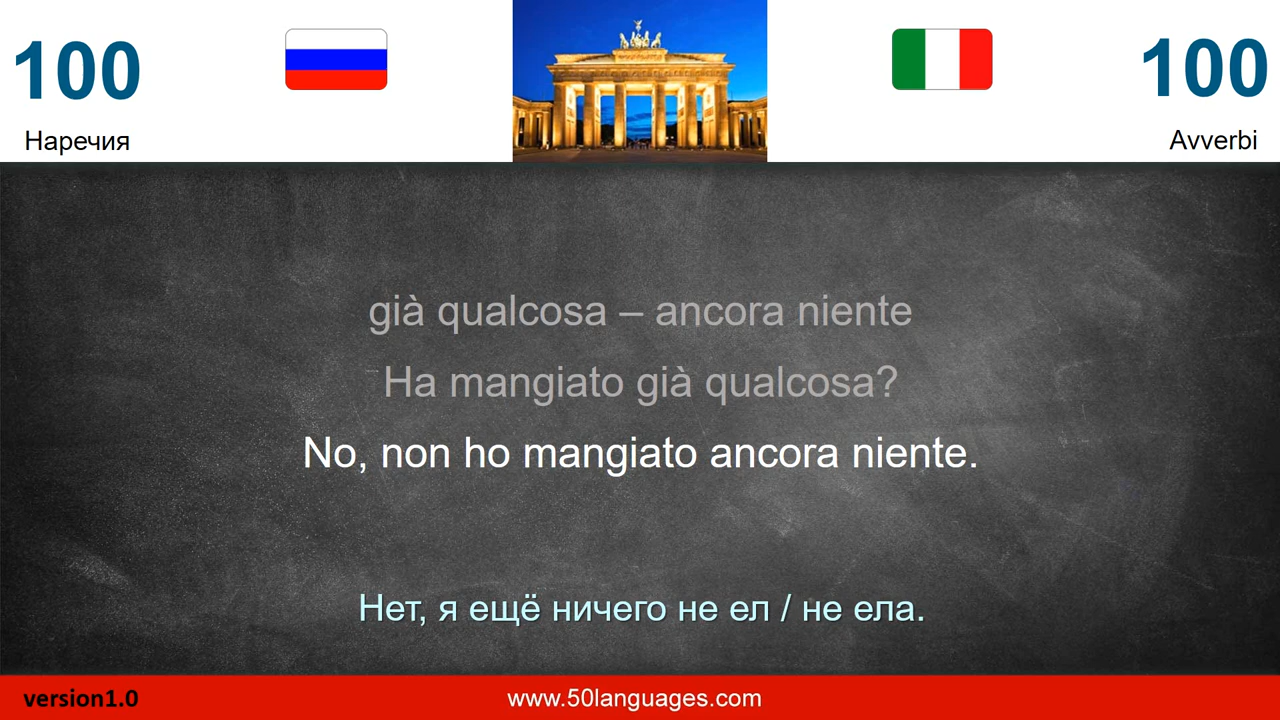 100
100
Наречия
Avverbi
già qualcosa – ancora niente
Ha mangiato già qualcosa?
No, non ho mangiato ancora niente.
Нет, я ещё ничего не ел / не ела.
version1.0
www.50languages.com